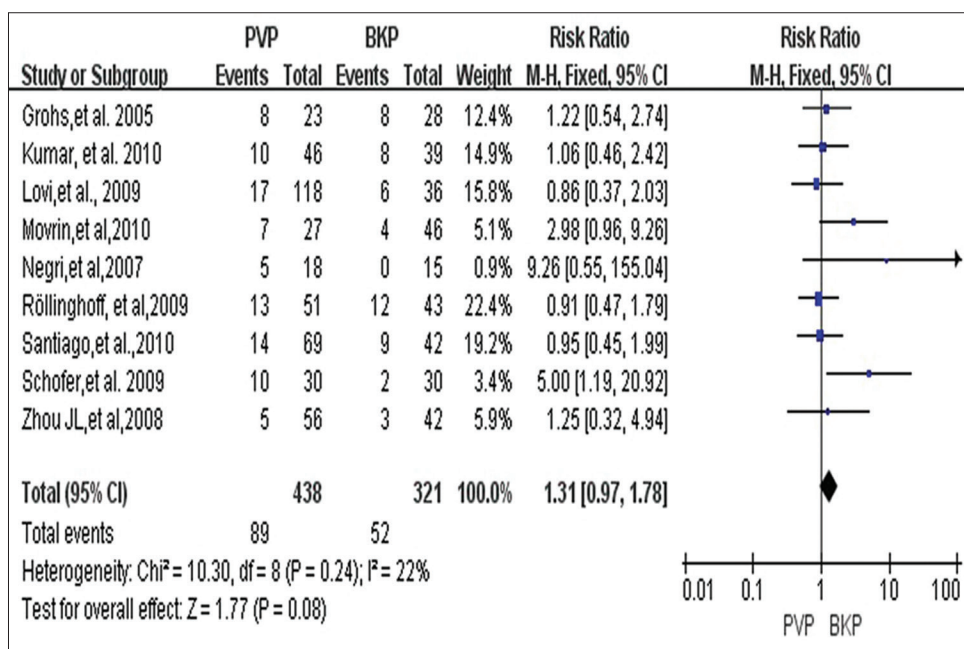 PVP BKP Risk Ratio Risk Ratio
Study or Subgroup Events Total Events Total Weight M-H, Fixed, 95% CI M-H, Fixed, 95% CI
Grohs,et al. 2005 8 23 8 28 12.4% 1.22 [0.54, 2.74]
Kumar, et al. 2010 10 46 8 39 14.9% 1.06 [0.46, 2.42]
Lovi,et al., 2009 17 118 6 36 15.8% 0.86 [0.37, 2.03]
Movrin,et al,2010 7 27 4 46 5.1% 2.98 [0.96, 9.26]
Negri,et al,2007 5 18 0 15 0.9% 9.26 [0.55, 155.04]
Röllinghoff, et al,2009 13 51 12 43 22.4% 0.91 [0.47, 1.79]
Santiago,et al.,2010 14 69 9 42 19.2% 0.95 [0.45, 1.99]
Schofer,et al. 2009 10 30 2 30 3.4% 5.00 [1.19, 20.92]
Zhou JL,et al,2008 5 56 3 42 5.9% 1.25 [0.32, 4.94]
Total (95% CI) 438 321 100.0% 1.31 [0.97, 1.78]
Total events 89 52
Heterogeneity: Chi² = 10.30, df = 8 (P = 0.24); I² = 22%
Test for overall effect: Z = 1.77 (P = 0.08)
0.01 0.1 1 10 100
PVP BKP